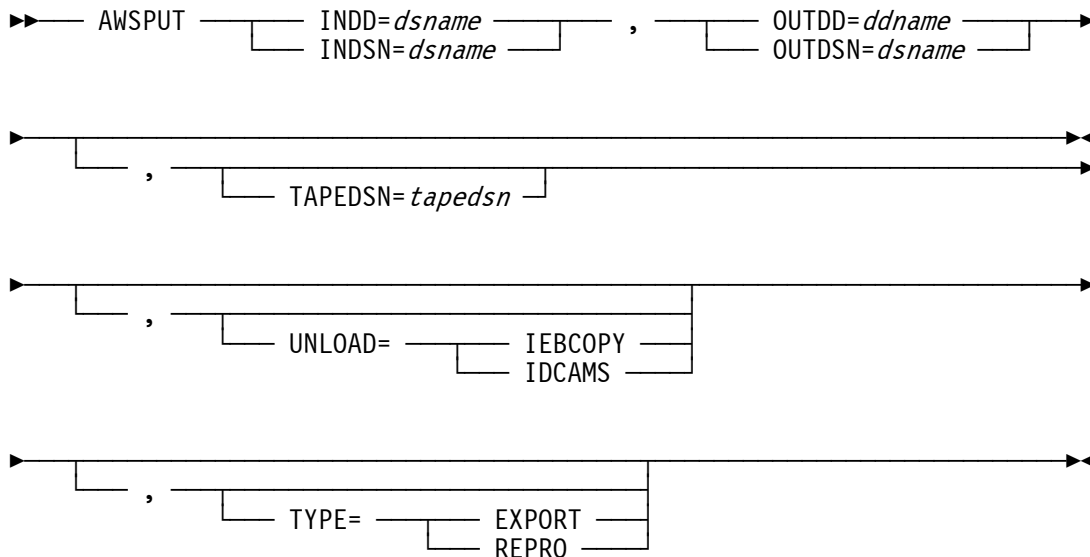 AWSPUT INDD=dsname , OUTDD=ddname
INDSN=dsname OUTDSN=dsname
,
TAPEDSN=tapedsn
,
UNLOAD= IEBCOPY
IDCAMS
,
TYPE= EXPORT
REPRO